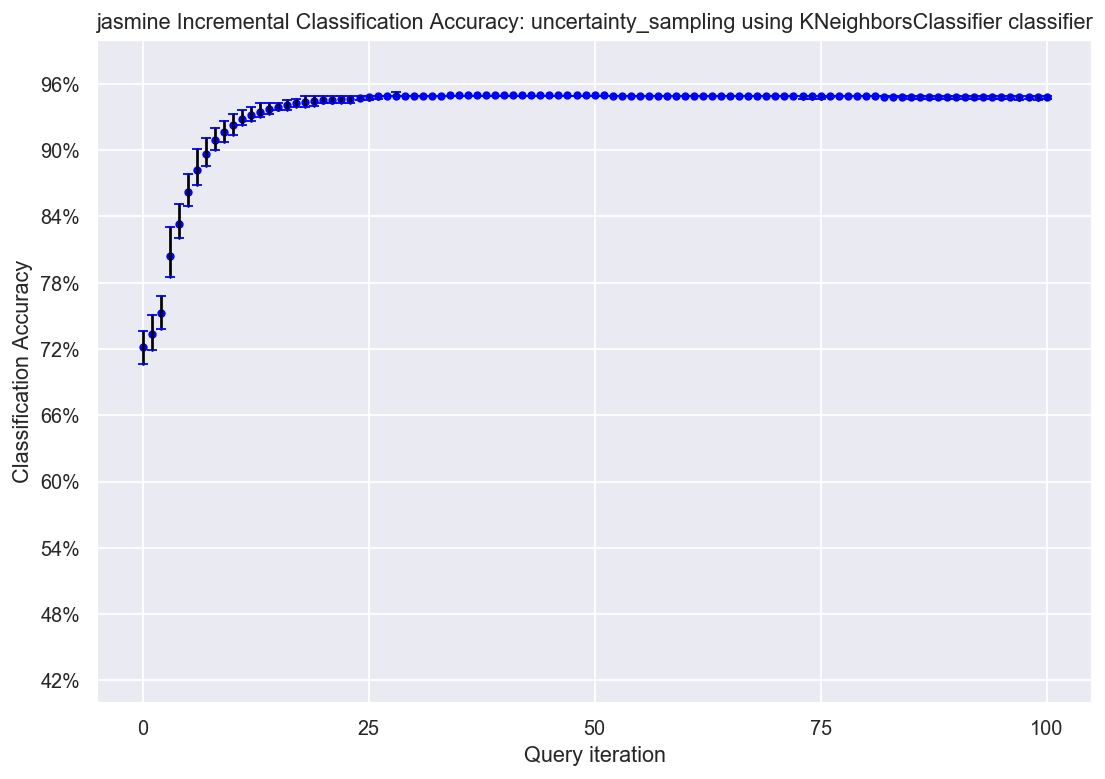 jasmine Incremental Classification Accuracy: uncertainty_sampling using KNeighborsClassifier classifier
96%
90%
84%
78%
72%
66%
60%
54%
48%
42%
Classification Accuracy
0 25 50 75 100
Query iteration